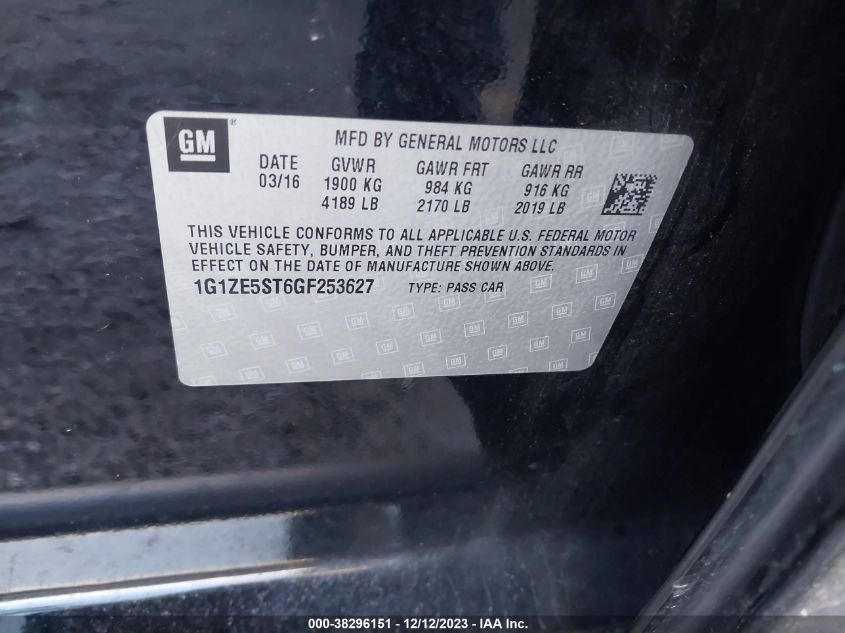 GM ® MFD BY GENERAL MOTORS LLC
DATE GVWR GAWR FRT GAWR RR
03/16 1900 KG 984 KG 916 KG
4189 LB 2170 LB 2019 LB
THIS VEHICLE CONFORMS TO ALL APPLICABLE U.S. FEDERAL MOTOR
VEHICLE SAFETY, BUMPER, AND THEFT PREVENTION STANDARDS IN
EFFECT ON THE DATE OF MANUFACTURE SHOWN ABOVE.
1G1ZE5ST6GF253627 TYPE: PASS CAR
000-38296151 - 12/12/2023 - IAA Inc.